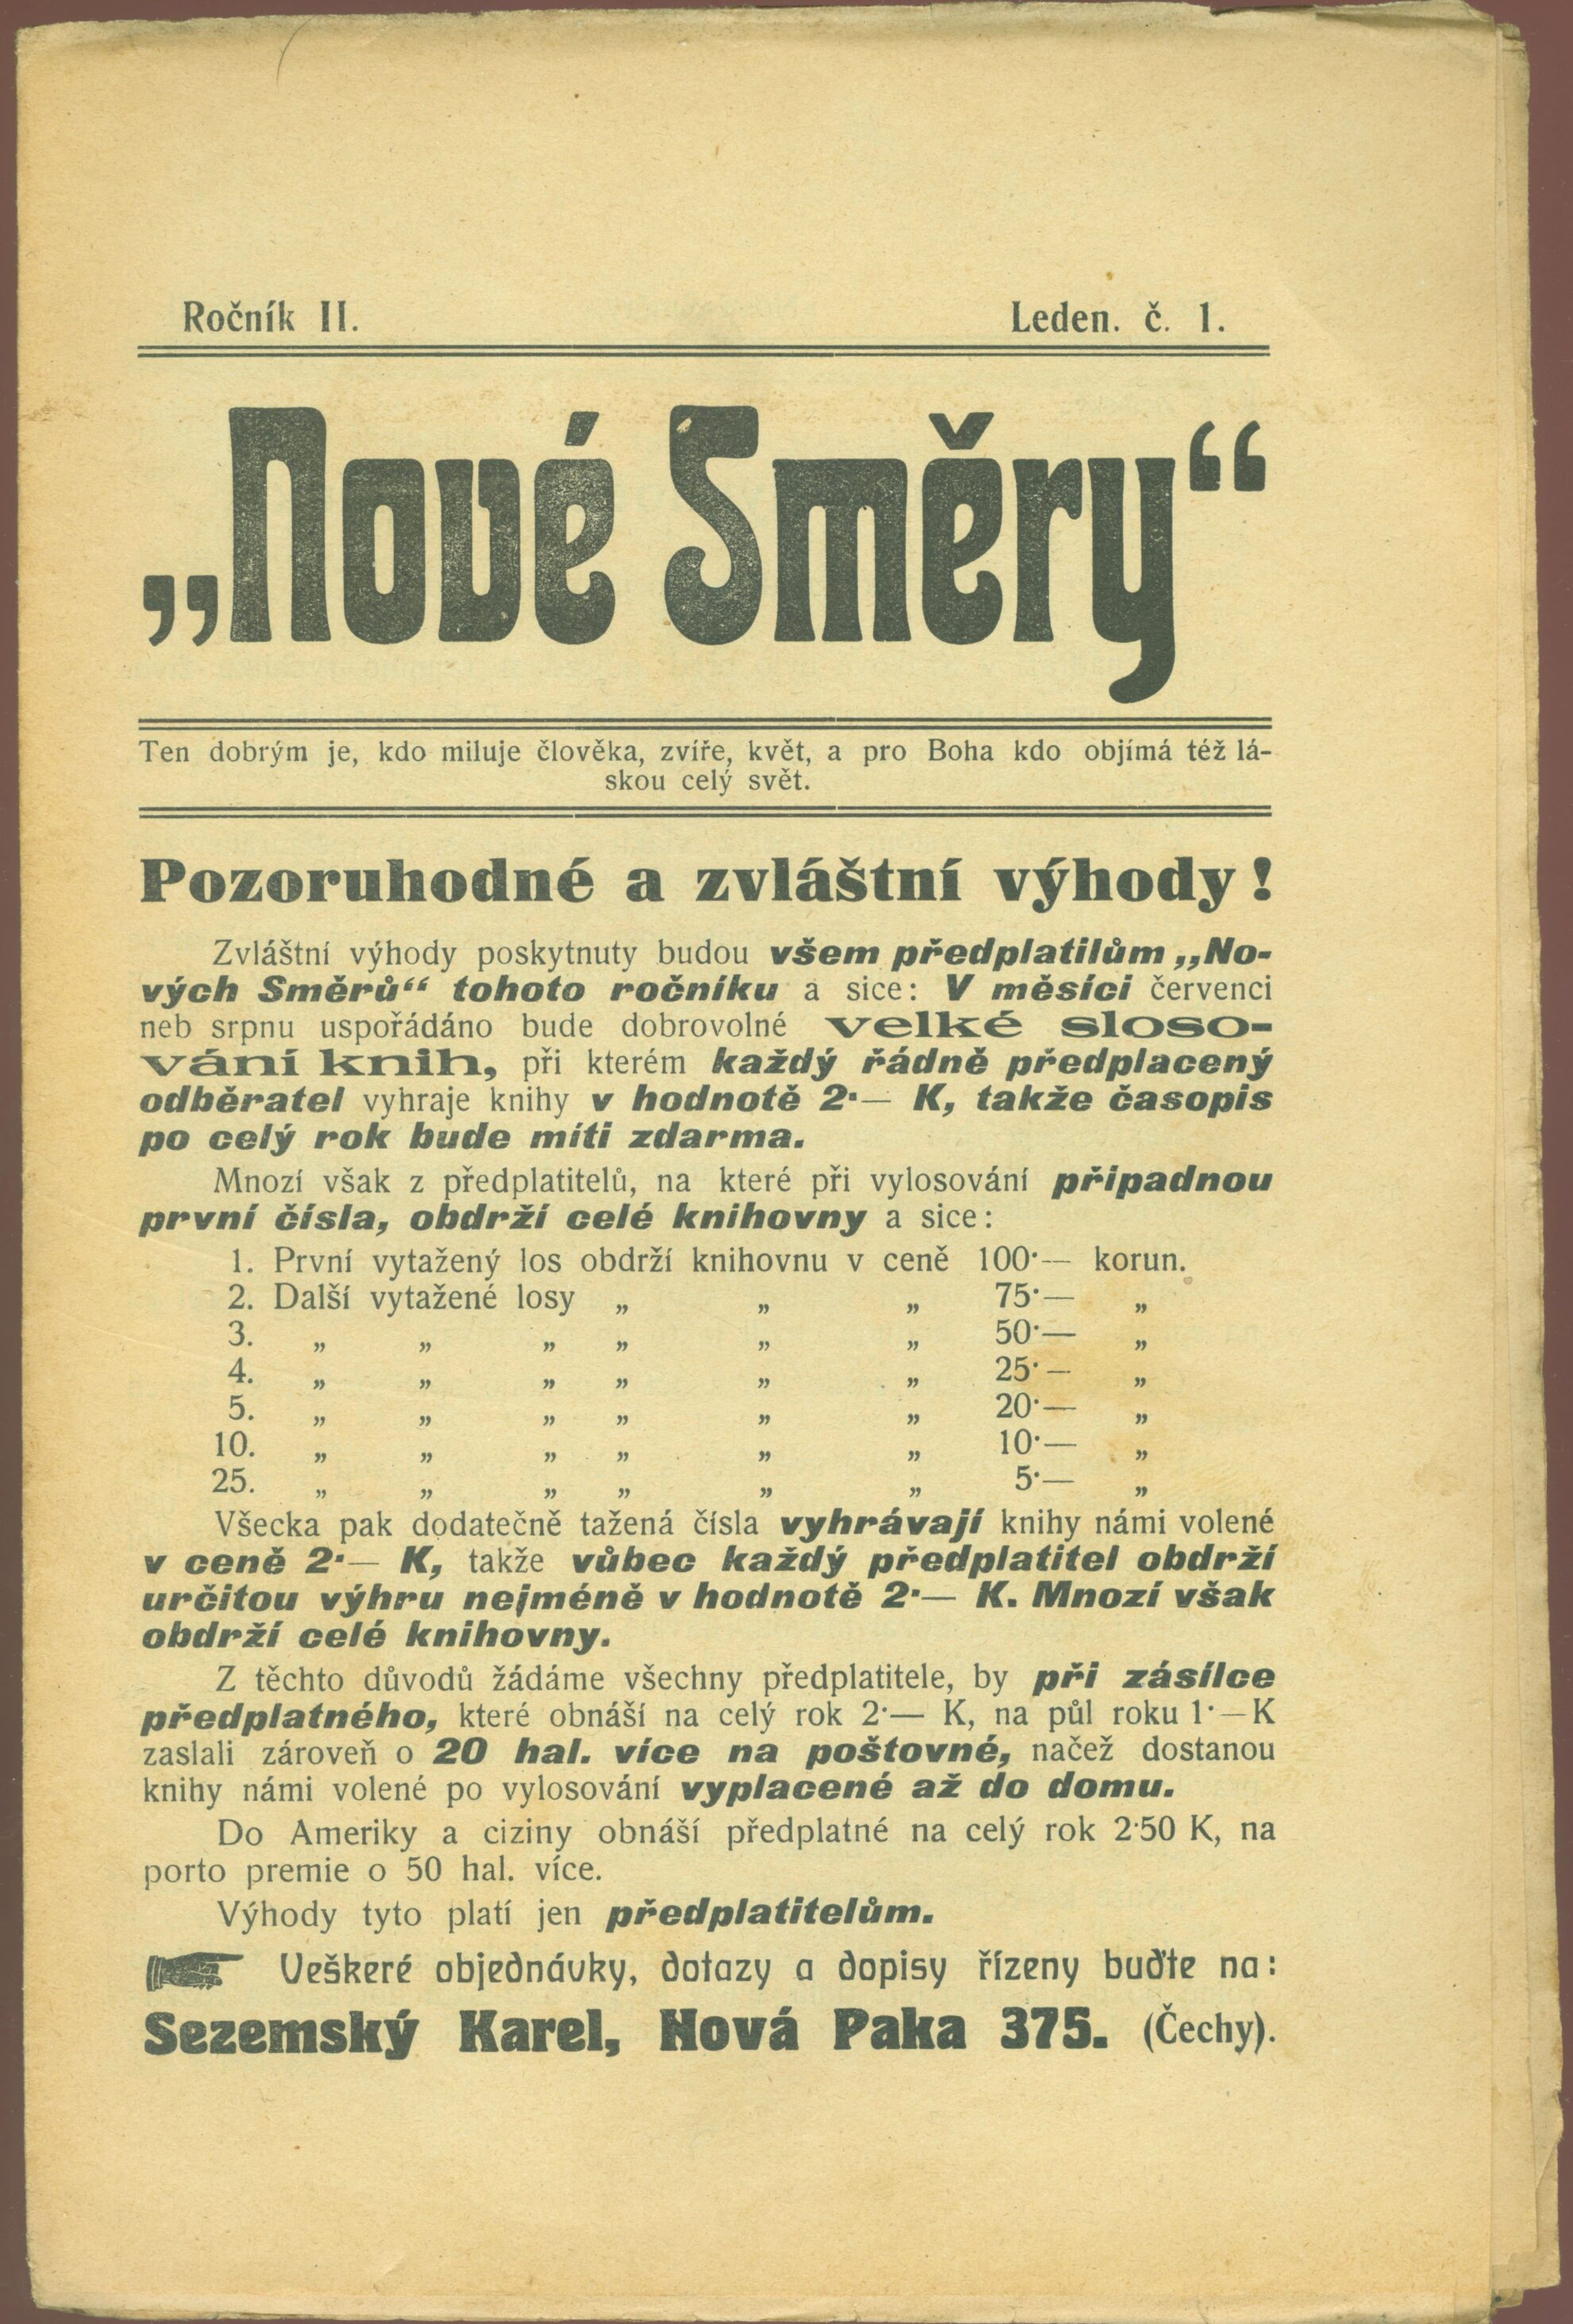 Ročník II.
Leden. č. 1.
„Nové Směry“
Ten dobrým je, kdo miluje člověka, zvíře, květ, a pro Boha kdo objímá též lá-
skou celý svět.
Pozoruhodné a zvláštní výhody!
Zvláštní výhody poskytnuty budou všem předplatilům „No-
vých Směrů“ tohoto ročníku a sice: V měsíci červenci
neb srpnu uspořádáno bude dobrovolné velké sloso-
vání knih, při kterém každý řádně předplacený
odběratel vyhraje knihy v hodnotě 2·— K, takže časopis
po celý rok bude míti zdarma.
Mnozí však z předplatitelů, na které při vylosování připadnou
první čísla, obdrží celé knihovny a sice:
1. První vytažený los obdrží knihovnu v ceně 100·— korun.
2. Další vytažené losy „ „ „ 75·— „
3. „ „ „ „ „ „ 50·— „
4. „ „ „ „ „ „ 25·— „
5. „ „ „ „ „ „ 20·— „
10. „ „ „ „ „ „ 10·— „
25. „ „ „ „ „ „ 5·— „
Všecka pak dodatečně tažená čísla vyhrávají knihy námi volené
v ceně 2·— K, takže vůbec každý předplatitel obdrží
určitou výhru nejméně v hodnotě 2·— K. Mnozí však
obdrží celé knihovny.
Z těchto důvodů žádáme všechny předplatitele, by při zásilce
předplatného, které obnáší na celý rok 2·— K, na půl roku 1·— K
zaslali zároveň o 20 hal. více na poštovné, načež dostanou
knihy námi volené po vylosování vyplacené až do domu.
Do Ameriky a ciziny obnáší předplatné na celý rok 2·50 K, na
porto premie o 50 hal. více.
Výhody tyto platí jen předplatitelům.
Veškeré objednávky, dotazy a dopisy řízeny buďte na:
Sezemský Karel, Nová Paka 375. (Čechy).